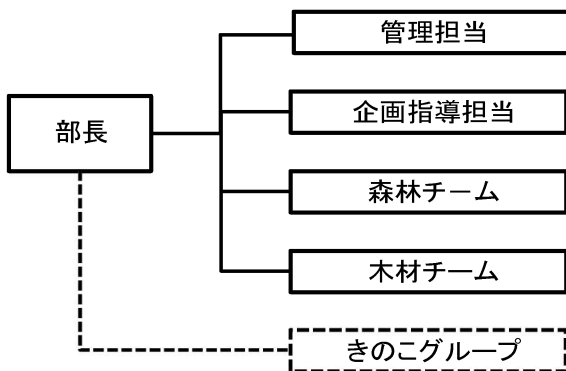 管理担当
部長
企画指導担当
森林チーム
木材チーム
きのこグループ